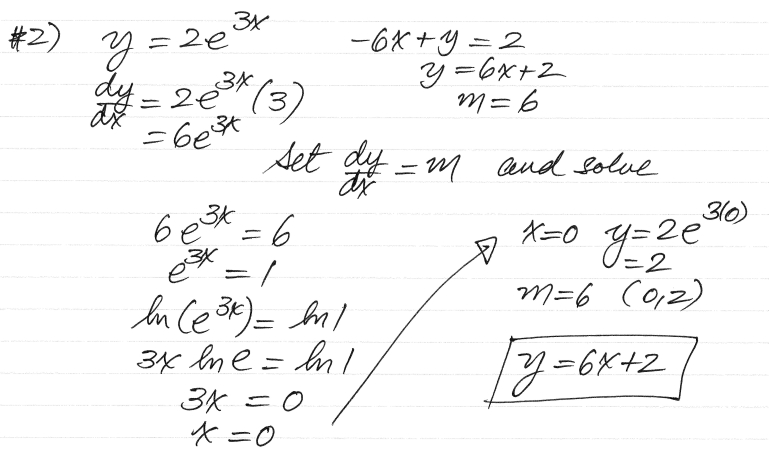 #2) y = 2e^{3x}
dy/dx = 2e^{3x}(3)
= 6e^{3x}
-6x + y = 2
y = 6x + 2
m = 6
Set dy/dx = m and solve
6e^{3x} = 6
e^{3x} = 1
ln(e^{3x}) = ln 1
3x ln e = ln 1
3x = 0
x = 0
x = 0 y = 2e^{3(0)}
= 2
m = 6 (0,2)
y = 6x + 2